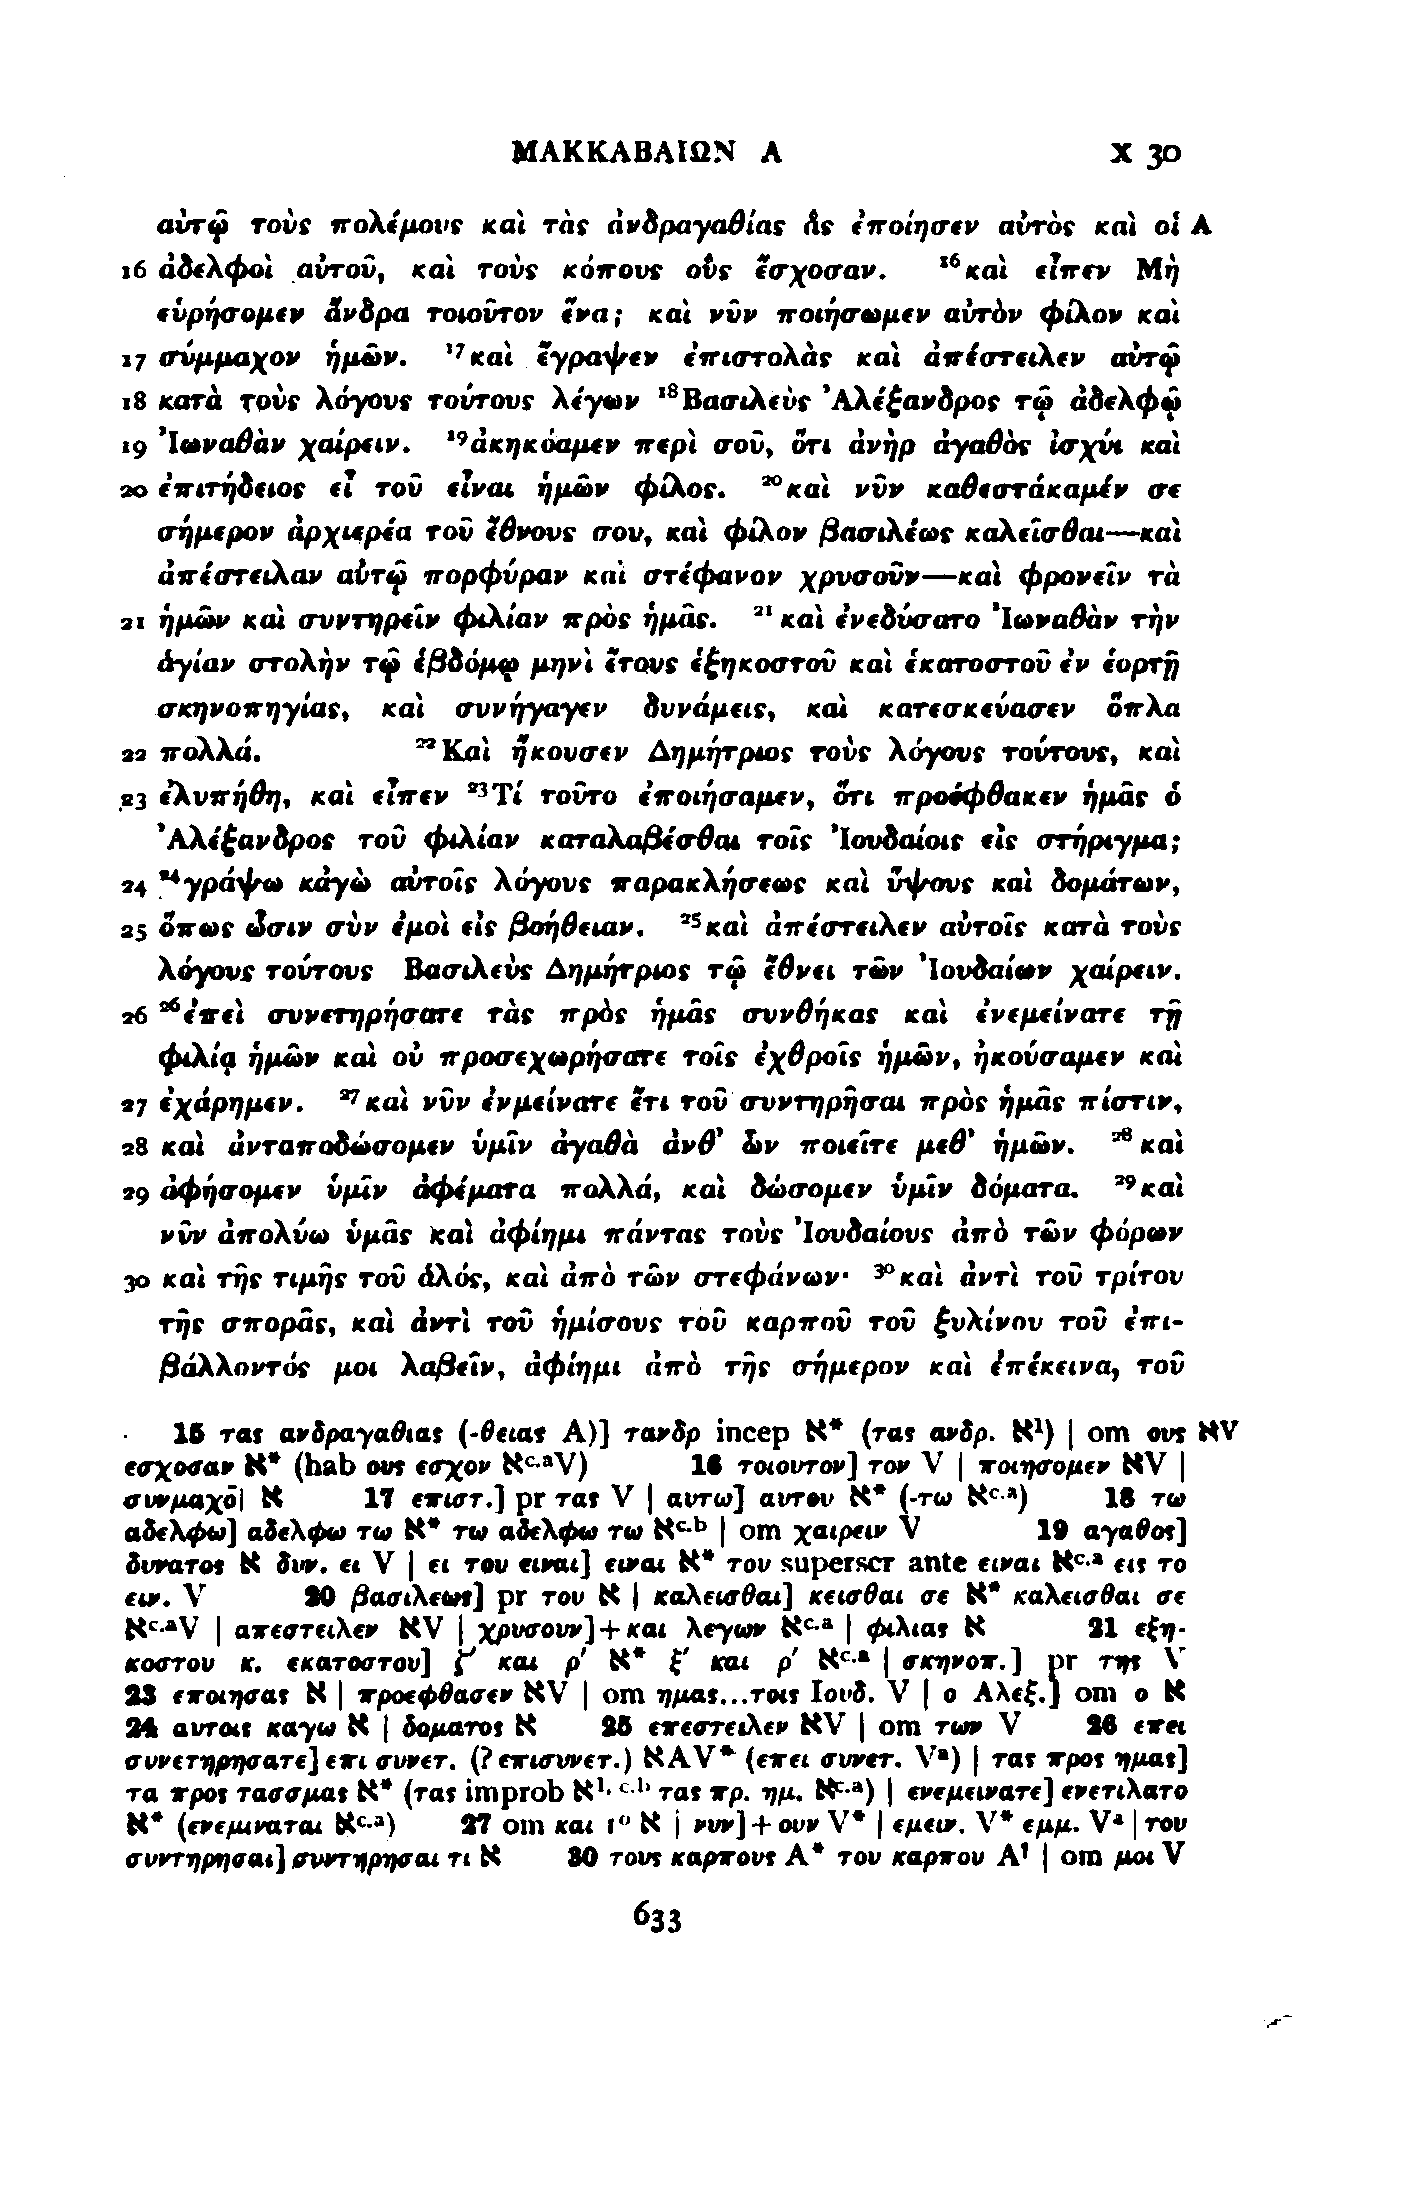 ΜΑΚΚΑΒΑΙΩΝ Α X 30
αὐτῷ τοὺς πολέμους καὶ τὰς ἀνδραγαθίας ἃς ἐποίησεν αὐτὸς καὶ οἱ A
16 ἀδελφοὶ αὐτοῦ, καὶ τοὺς κόπους οὓς ἔσχοσαν. ¹⁶καὶ εἶπεν Μὴ
εὑρήσομεν ἄνδρα τοιοῦτον ἕνα; καὶ νῦν ποιήσωμεν αὐτὸν φίλον καὶ
17 σύμμαχον ἡμῶν. ¹⁷καὶ ἔγραψεν ἐπιστολὰς καὶ ἀπέστειλεν αὐτῷ
18 κατὰ τοὺς λόγους τούτους λέγων ¹⁸Βασιλεὺς Ἀλέξανδρος τῷ ἀδελφῷ
19 Ἰωναθὰν χαίρειν. ¹⁹ἀκηκόαμεν περὶ σοῦ, ὅτι ἀνὴρ ἀγαθὸς ἰσχύι καὶ
20 ἐπιτήδειος εἶ τοῦ εἶναι ἡμῶν φίλος. ²⁰καὶ νῦν καθεστάκαμέν σε
σήμερον ἀρχιερέα τοῦ ἔθνους σου, καὶ φίλον βασιλέως καλεῖσθαι—καὶ
ἀπέστειλαν αὐτῷ πορφύραν καὶ στέφανον χρυσοῦν—καὶ φρονεῖν τὰ
21 ἡμῶν καὶ συντηρεῖν φιλίαν πρὸς ἡμᾶς. ²¹καὶ ἐνεδύσατο Ἰωναθὰν τὴν
ἁγίαν στολὴν τῷ ἑβδόμῳ μηνὶ ἔτους ἑξηκοστοῦ καὶ ἑκατοστοῦ ἐν ἑορτῇ
σκηνοπηγίας, καὶ συνήγαγεν δυνάμεις, καὶ κατεσκεύασεν ὅπλα
22 πολλά. ²²Καὶ ἤκουσεν Δημήτριος τοὺς λόγους τούτους, καὶ
23 ἐλυπήθη, καὶ εἶπεν ²³Τί τοῦτο ἐποιήσαμεν, ὅτι προέφθακεν ἡμᾶς ὁ
Ἀλέξανδρος τοῦ φιλίαν καταλαβέσθαι τοῖς Ἰουδαίοις εἰς στήριγμα;
24 ²⁴γράψω κἀγὼ αὐτοῖς λόγους παρακλήσεως καὶ ὕψους καὶ δομάτων,
25 ὅπως ὦσιν σὺν ἐμοὶ εἰς βοήθειαν. ²⁵καὶ ἀπέστειλεν αὐτοῖς κατὰ τοὺς
λόγους τούτους Βασιλεὺς Δημήτριος τῷ ἔθνει τῶν Ἰουδαίων χαίρειν.
26 ²⁶ἐπεὶ συνετηρήσατε τὰς πρὸς ἡμᾶς συνθήκας καὶ ἐνεμείνατε τῇ
φιλίᾳ ἡμῶν καὶ οὐ προσεχωρήσατε τοῖς ἐχθροῖς ἡμῶν, ἠκούσαμεν καὶ
27 ἐχάρημεν. ²⁷καὶ νῦν ἐνμείνατε ἔτι τοῦ συντηρῆσαι πρὸς ἡμᾶς πίστιν,
28 καὶ ἀνταποδώσομεν ὑμῖν ἀγαθὰ ἀνθ’ ὧν ποιεῖτε μεθ’ ἡμῶν. ²⁸καὶ
29 ἀφήσομεν ὑμῖν ἀφέματα πολλά, καὶ δώσομεν ὑμῖν δόματα. ²⁹καὶ
νῦν ἀπολύω ὑμᾶς καὶ ἀφίημι πάντας τοὺς Ἰουδαίους ἀπὸ τῶν φόρων
30 καὶ τῆς τιμῆς τοῦ ἁλός, καὶ ἀπὸ τῶν στεφάνων· ³⁰καὶ ἀντὶ τοῦ τρίτου
τῆς σπορᾶς, καὶ ἀντὶ τοῦ ἡμίσους τοῦ καρποῦ τοῦ ξυλίνου τοῦ ἐπι-
βάλλοντός μοι λαβεῖν, ἀφίημι ἀπὸ τῆς σήμερον καὶ ἐπέκεινα, τοῦ
15 τας ανδραγαθιας (-θειας A)] τανδρ incep א* (τας ανδρ. א¹) | om ους אV
εσχοσαν א* (hab ους εσχον אᶜ·ᵃV) 16 τοιουτον] τον V | ποιησομεν אV |
συμμαχο̄| א 17 επιστ.] pr τας V | αυτω] αυτου א* (-τω אᶜ·ᵃ) 18 τω
αδελφω] αδελφω τω א* τω αδελφω τω אᶜ·ᵇ | om χαιρειν V 19 αγαθος]
δυνατος א δυν. ει V | ει του ειναι] ειναι א* του superscr ante ειναι אᶜ·ᵃ εις το
ειν. V 20 βασιλεως] pr του א | καλεισθαι] κεισθαι σε א* καλεισθαι σε
אᶜ·ᵃV | απεστειλεν אV | χρυσουν]+και λεγων אᶜ·ᵃ | φιλιας א 21 εξη-
κοστου κ. εκατοστου] ζ′ και ρ′ א* ξ′ και ρ′ אᶜ·ᵃ | σκηνοπ.] pr της V
23 εποιησας א | προεφθασεν אV | om ημας...τοις Ιουδ. V | ο Αλεξ.] om ο א
24 αυτοις καγω א | δοματος א 25 επεστειλεν אV | om των V 26 επει
συνετηρησατε] επι συνετ. (? επισυνετ.) אAV* (επει συνετ. Vᵃ) | τας προς ημας]
τα προς τασσμας א* (τας improb א¹· ᶜ·ᵇ τας πρ. ημ. אᶜ·ᵃ) | ενεμεινατε] ενετιλατο
א* (ενεμιναται אᶜ·ᵃ) 27 om και 1° א | νυν]+ουν V* | εμειν. V* εμμ. Vᵃ | του
συντηρησαι] συντηρησαι τι א 30 τους καρπους A* του καρπου A¹ | om μοι V
633